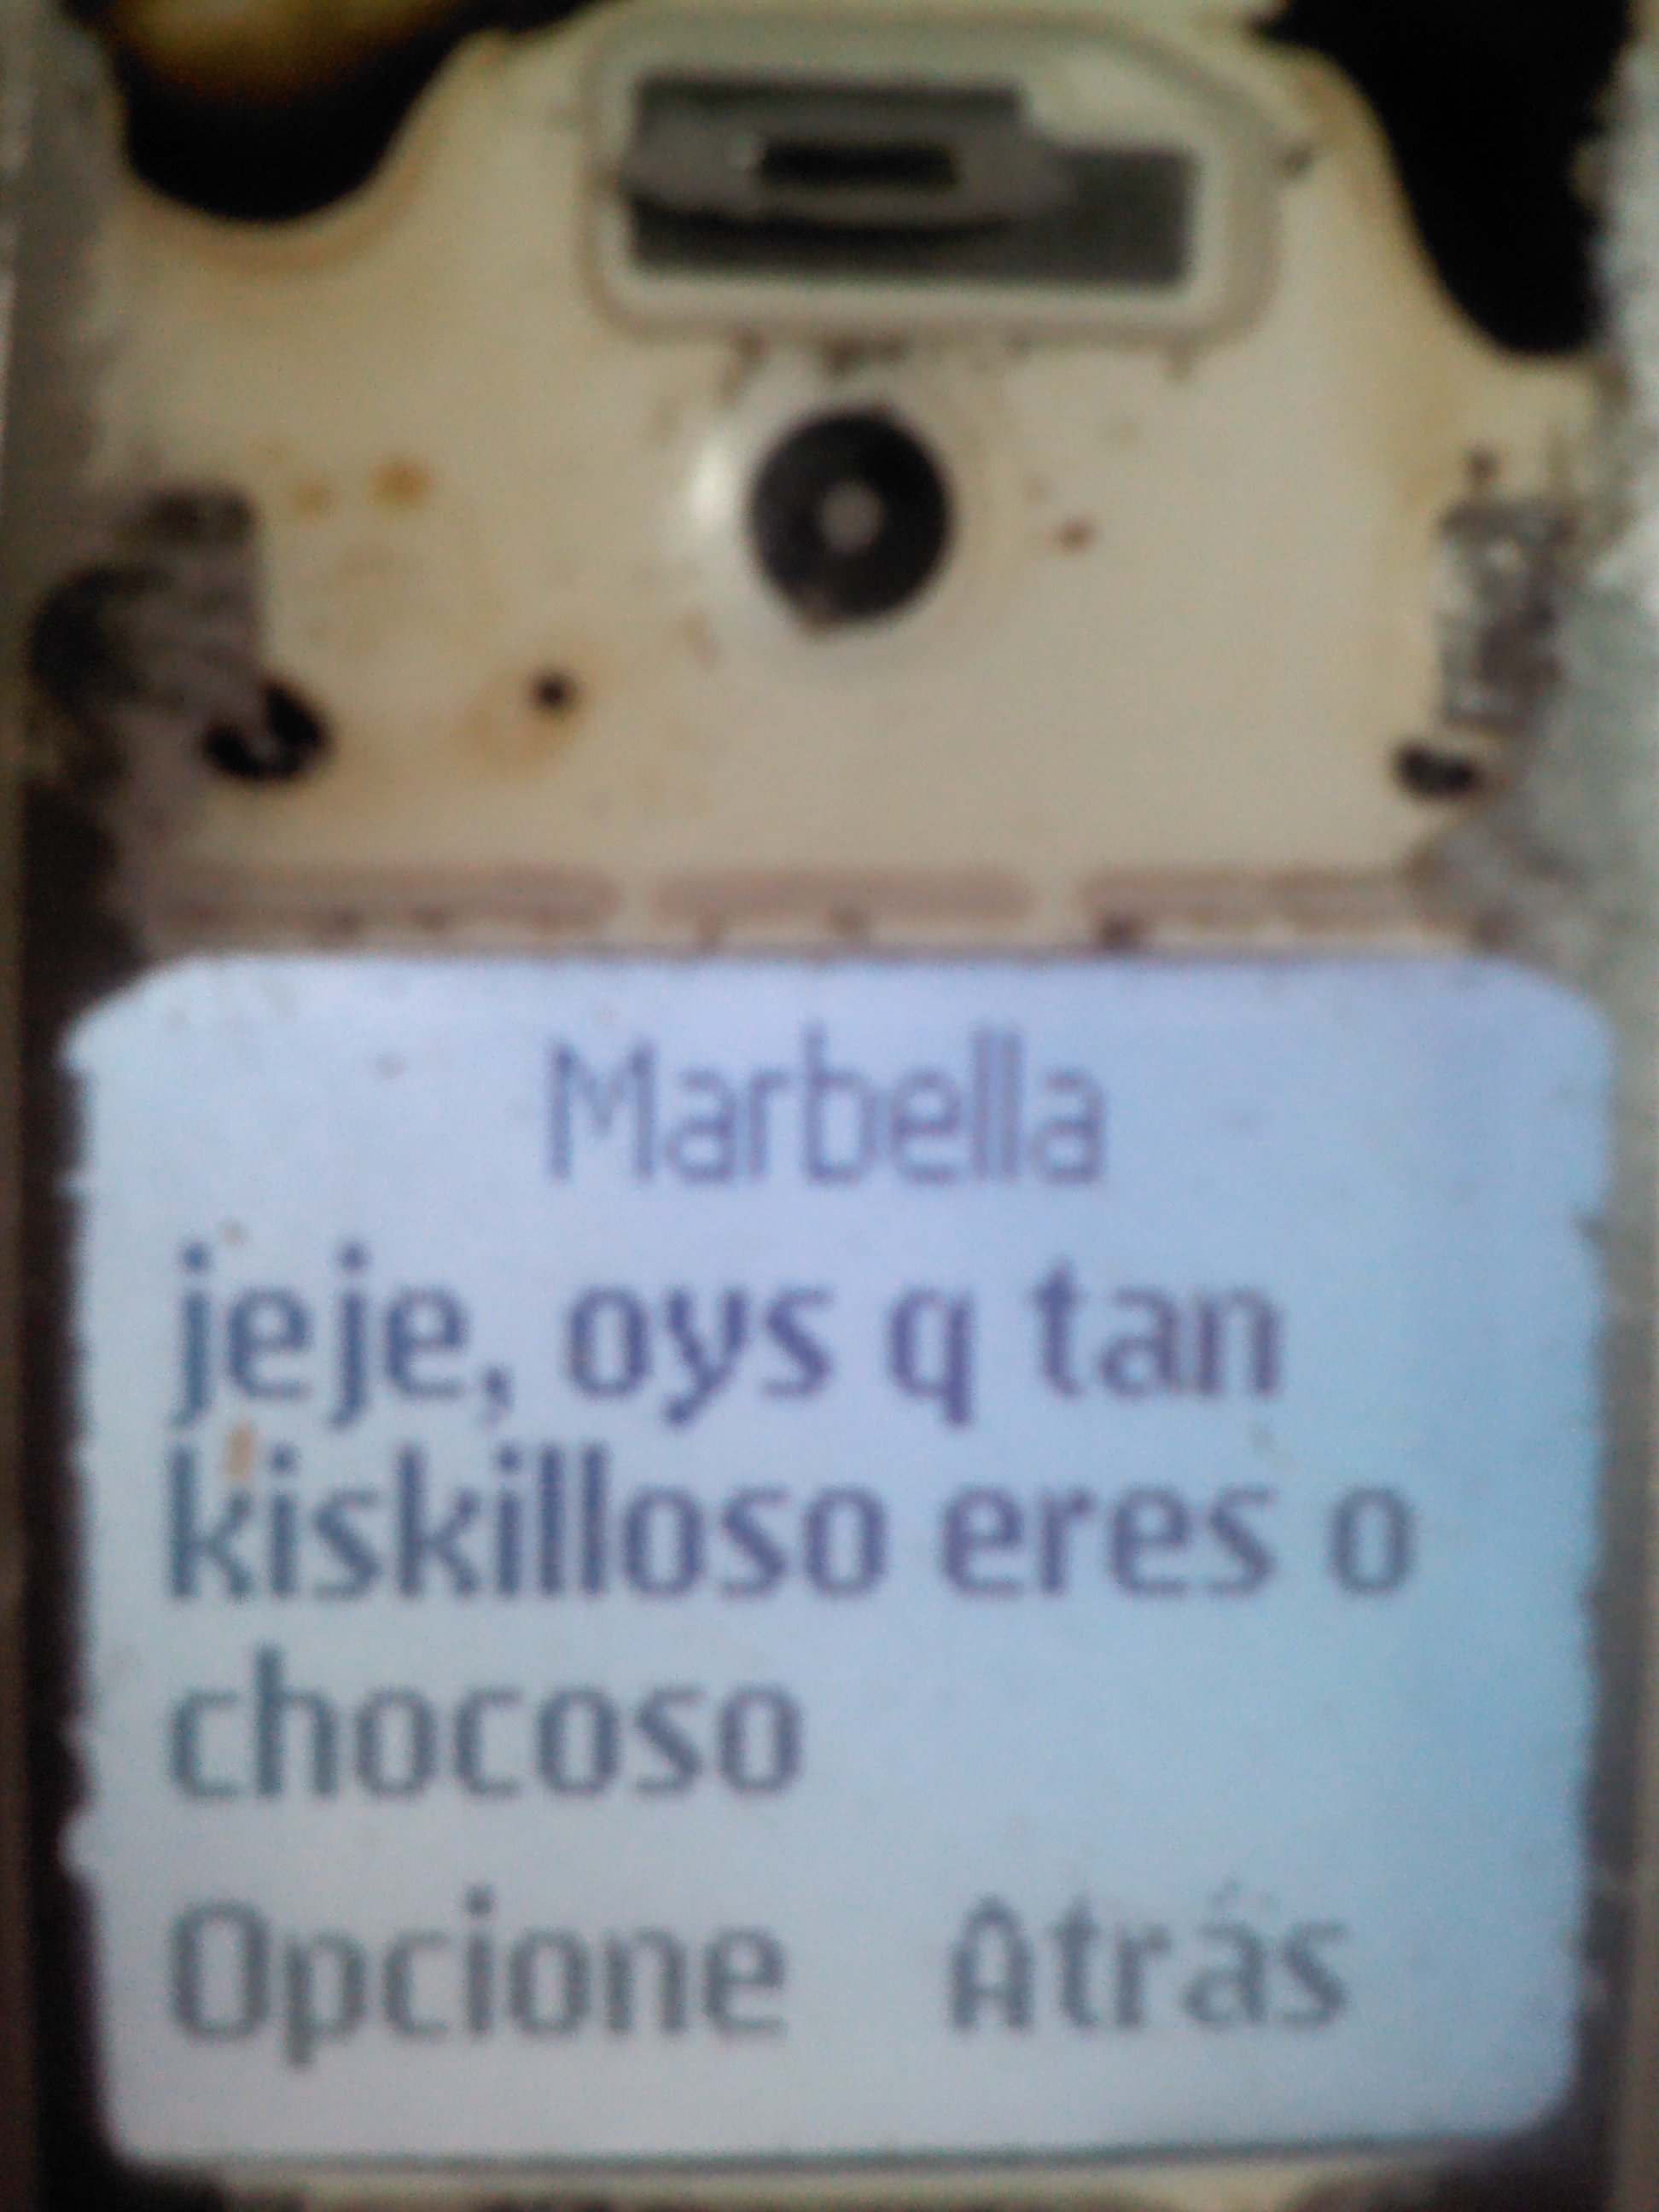 Marbella
jeje, oys q tan
kiskilloso eres o
chocoso
Opcione Atrás